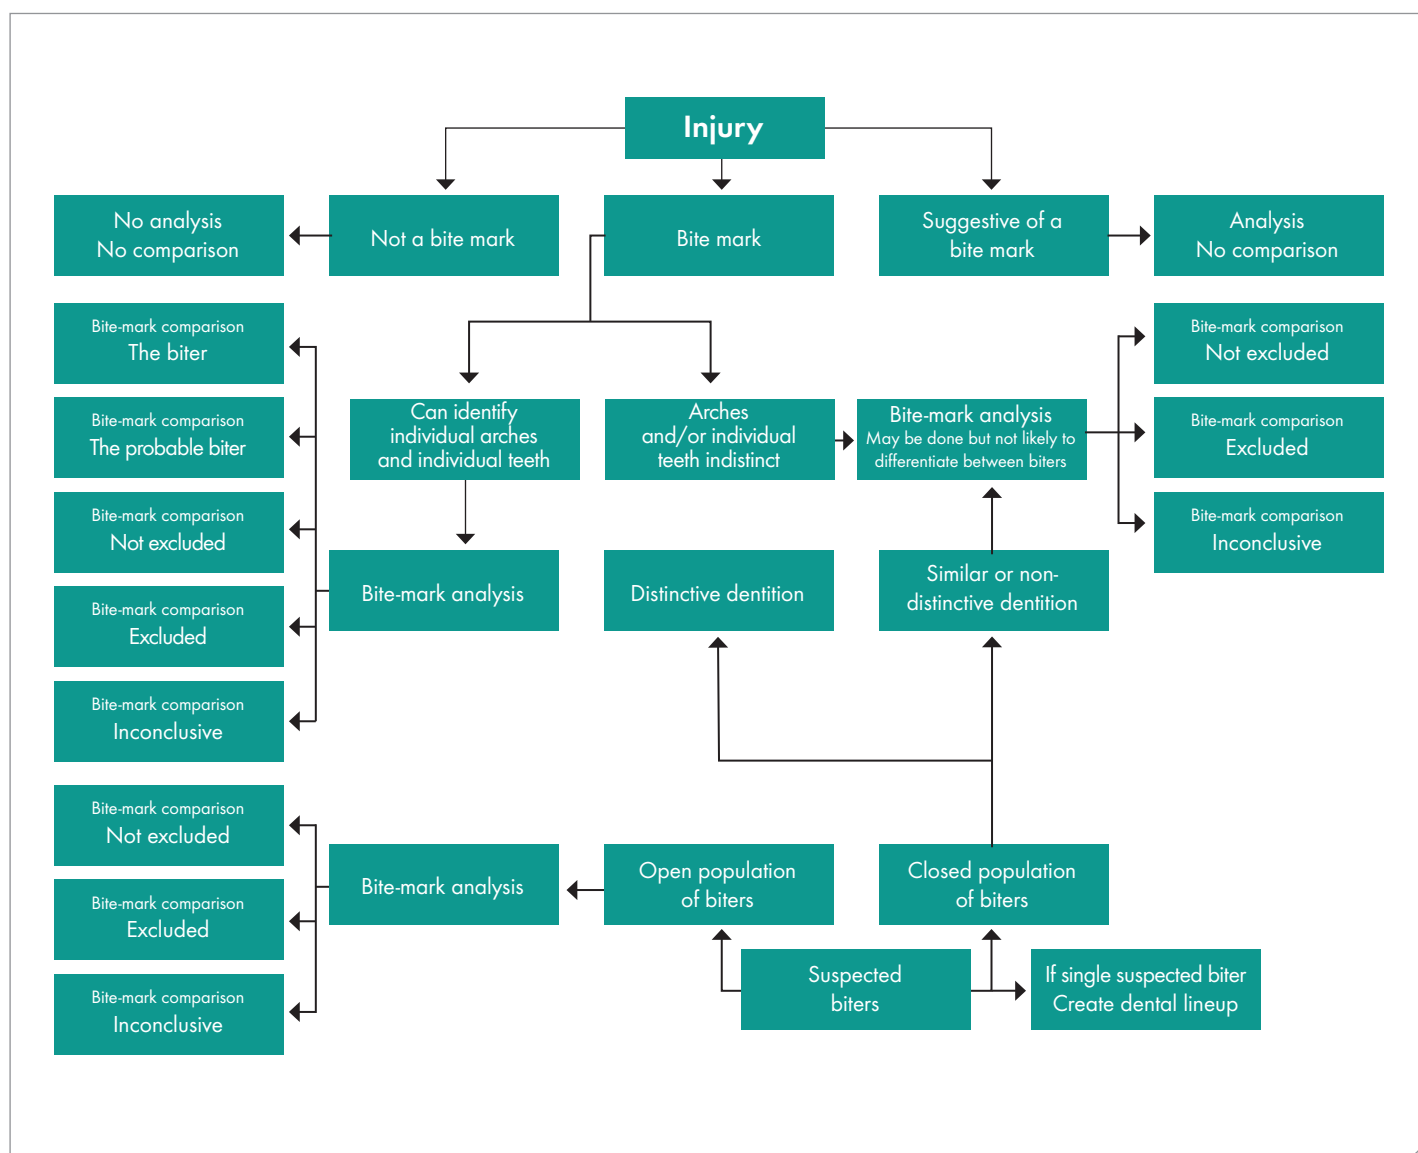 Injury
No analysis
No comparison
Not a bite mark
Bite mark
Suggestive of a
bite mark
Analysis
No comparison
Bite-mark comparison
The biter
Bite-mark comparison
The probable biter
Bite-mark comparison
Not excluded
Bite-mark comparison
Excluded
Bite-mark comparison
Inconclusive
Can identify
individual arches
and individual teeth
Arches
and/or individual
teeth indistinct
Bite-mark analysis
May be done but not likely to
differentiate between biters
Bite-mark comparison
Not excluded
Bite-mark comparison
Excluded
Bite-mark comparison
Inconclusive
Bite-mark analysis
Distinctive dentition
Similar or non-
distinctive dentition
Bite-mark comparison
Not excluded
Bite-mark comparison
Excluded
Bite-mark comparison
Inconclusive
Bite-mark analysis
Open population
of biters
Closed population
of biters
Suspected
biters
If single suspected biter
Create dental lineup